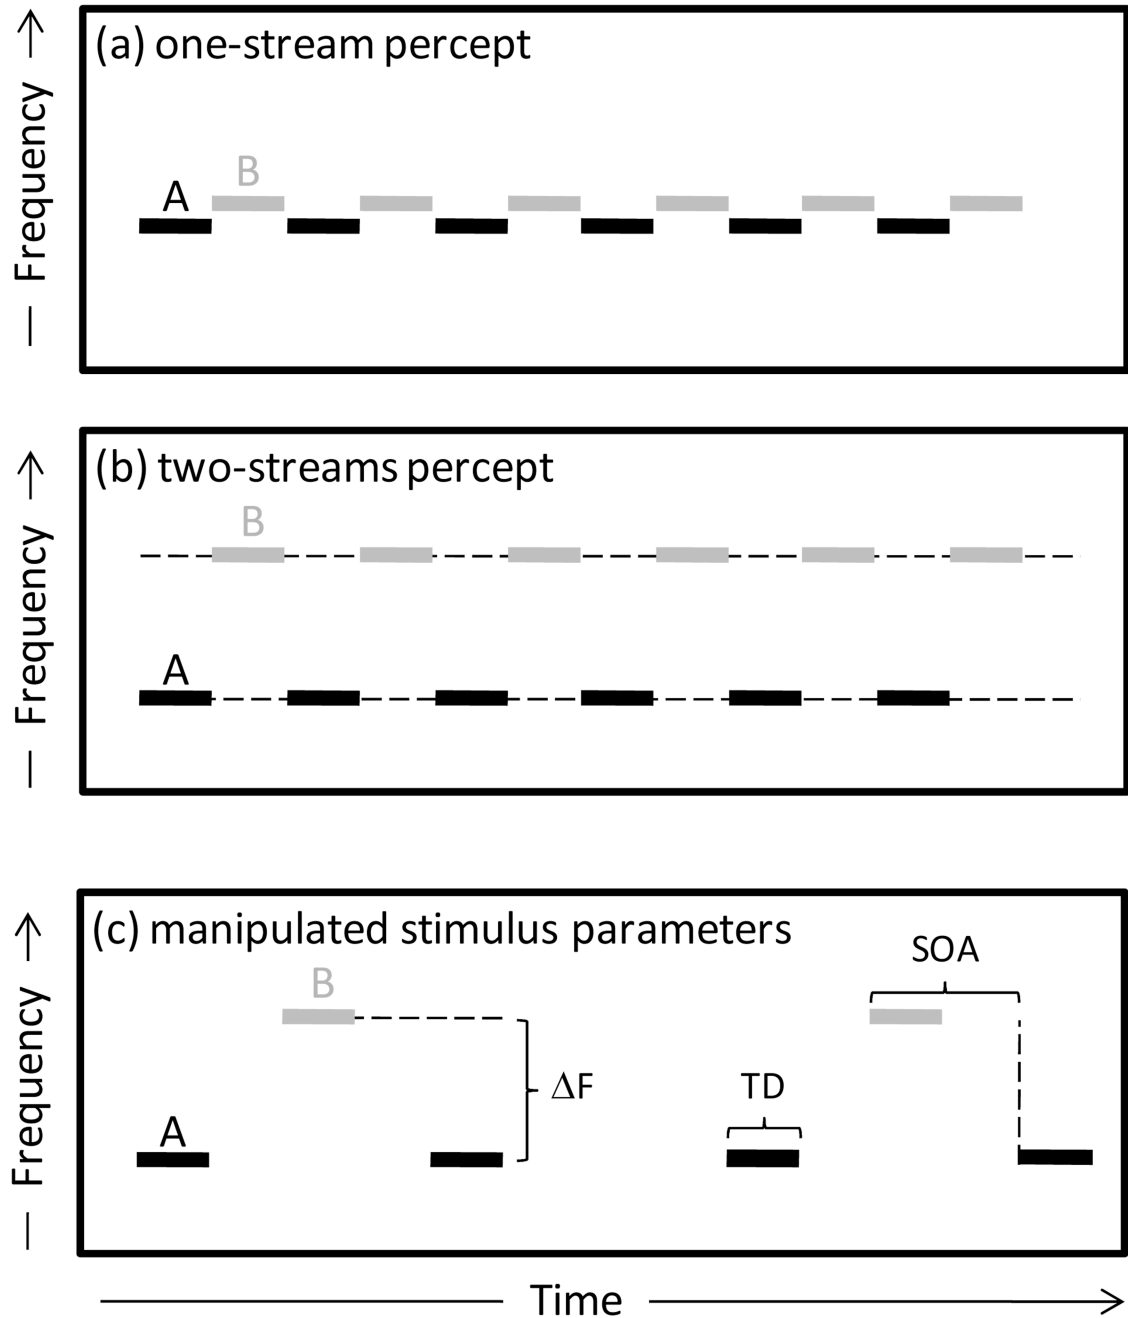 (a) one-stream percept
— Frequency →
B
A
(b) two-streams percept
— Frequency →
B
A
(c) manipulated stimulus parameters
— Frequency →
SOA
B
ΔF
TD
A
Time